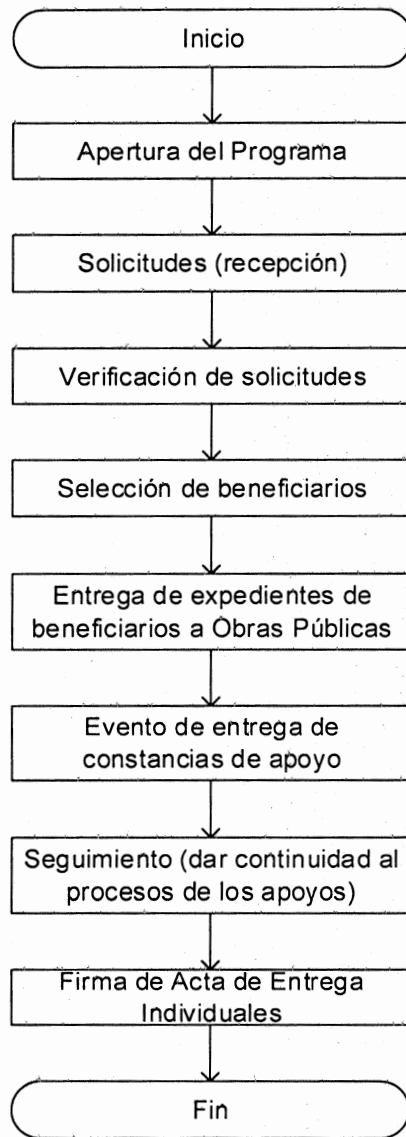 Inicio
Apertura del Programa
Solicitudes (recepción)
Verificación de solicitudes
Selección de beneficiarios
Entrega de expedientes de
beneficiarios a Obras Públicas
Evento de entrega de
constancias de apoyo
Seguimiento (dar continuidad al
procesos de los apoyos)
Firma de Acta de Entrega
Individuales
Fin